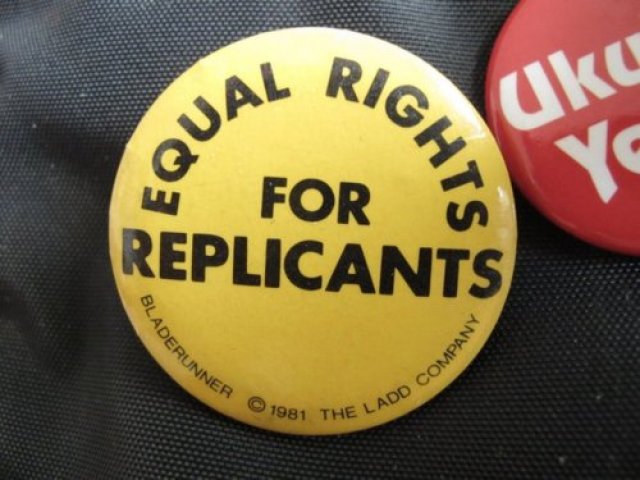 EQUAL RIGHTS
FOR
REPLICANTS
BLADERUNNER © 1981 THE LADD COMPANY